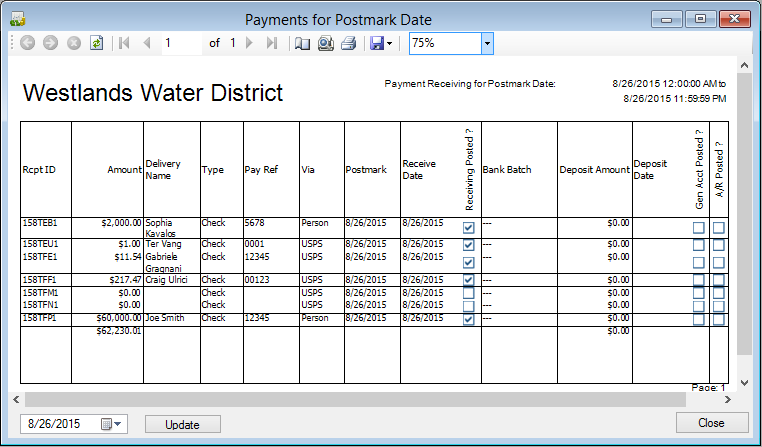 Payments for Postmark Date
1 of 1 75%
Westlands Water District
Payment Receiving for Postmark Date: 8/26/2015 12:00:00 AM to
8/26/2015 11:59:59 PM
Rcpt ID Amount Delivery Name Type Pay Ref Via Postmark Receive Date Receiving Posted ? Bank Batch Deposit Amount Deposit Date Gen Acct Posted ? A/R Posted ?
158TEB1 $2,000.00 Sophia Kavalos Check 5678 Person 8/26/2015 8/26/2015 --- $0.00
158TEU1 $1.00 Ter Vang Check 0001 USPS 8/26/2015 8/26/2015 --- $0.00
158TFE1 $11.54 Gabriele Gragnani Check 12345 USPS 8/26/2015 8/26/2015 --- $0.00
158TFF1 $217.47 Craig Ulrici Check 00123 USPS 8/26/2015 8/26/2015 --- $0.00
158TFM1 $0.00 Check USPS 8/26/2015 8/26/2015 --- $0.00
158TFN1 $0.00 Check USPS 8/26/2015 8/26/2015 --- $0.00
158TFP1 $60,000.00 Joe Smith Check 12345 Person 8/26/2015 8/26/2015 --- $0.00
$62,230.01 $0.00
Page: 1
8/26/2015 Update Close